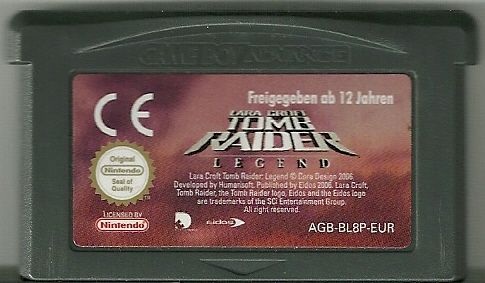 GAME BOY ADVANCE
CE
Freigegeben ab 12 Jahren
LARA CROFT
TOMB
RAIDER
LEGEND
Original
Nintendo
Seal of
Quality
Lara Croft Tomb Raider: Legend © Core Design 2006.
Developed by Humansoft. Published by Eidos 2006. Lara Croft,
Tomb Raider, the Tomb Raider logo, Eidos and the Eidos logo
are trademarks of the SCI Entertainment Group.
All right reserved.
LICENSED BY
Nintendo
eidos
AGB-BL8P-EUR